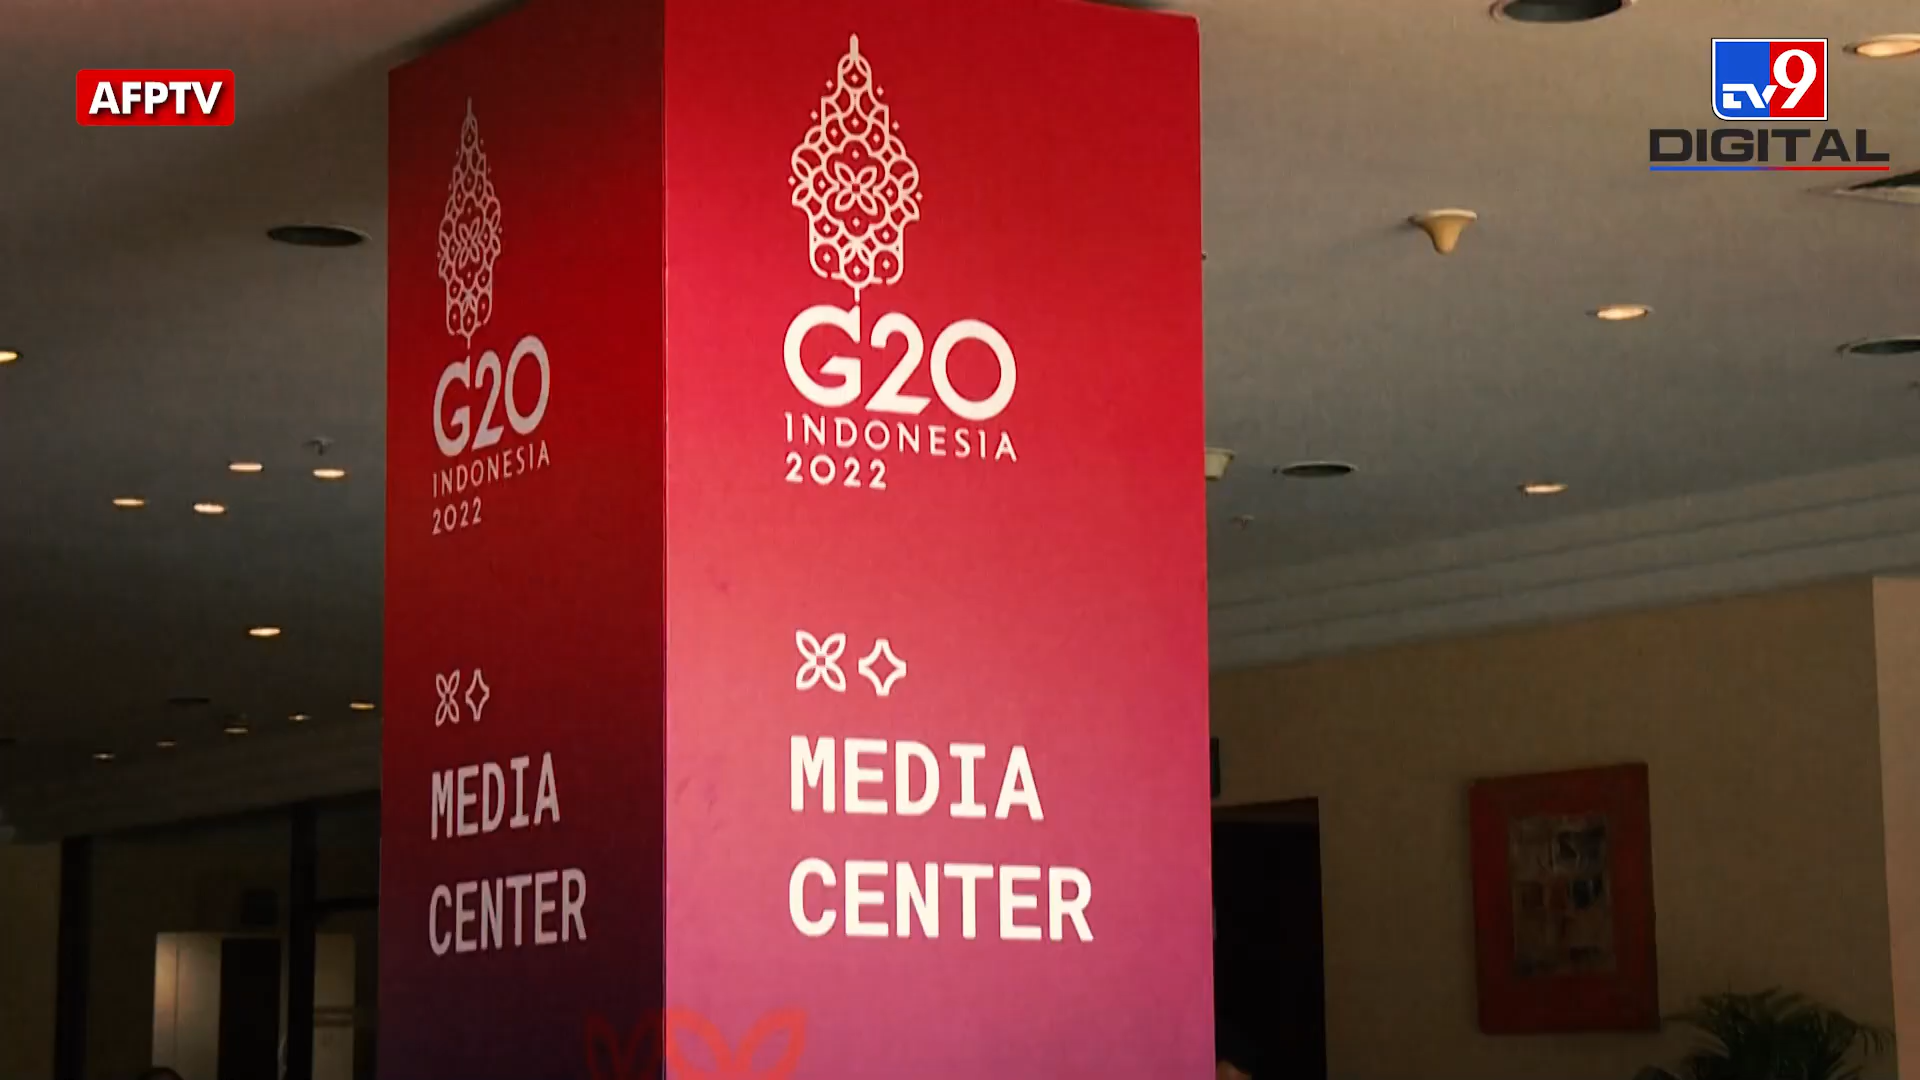 AFPTV
TV9
DIGITAL
G20
INDONESIA
2022
MEDIA
CENTER
G20
INDONESIA
2022
MEDIA
CENTER